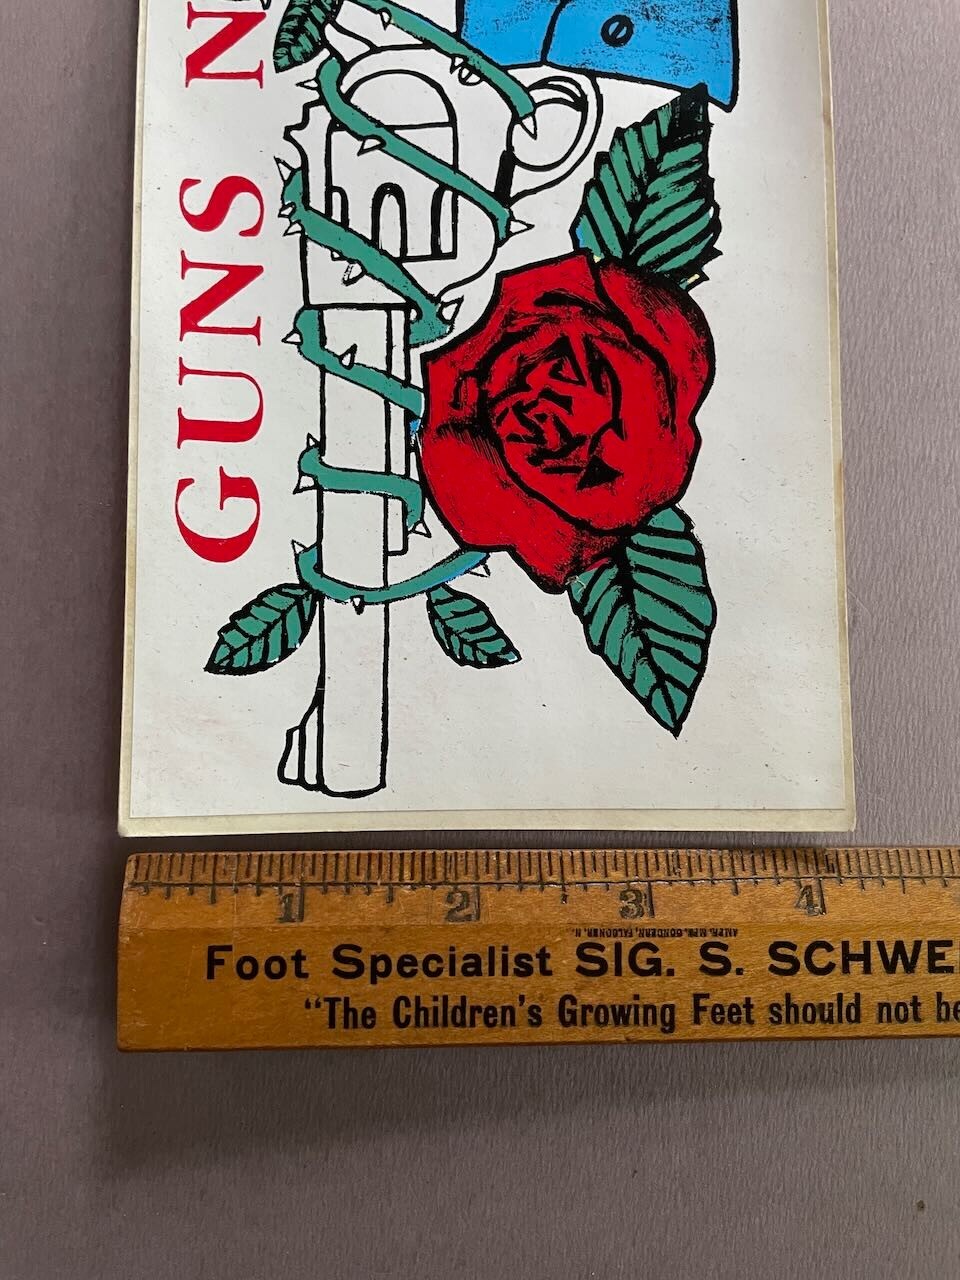 GUNS N
1 2 3 4
Foot Specialist SIG. S. SCHWE
"The Children's Growing Feet should not be